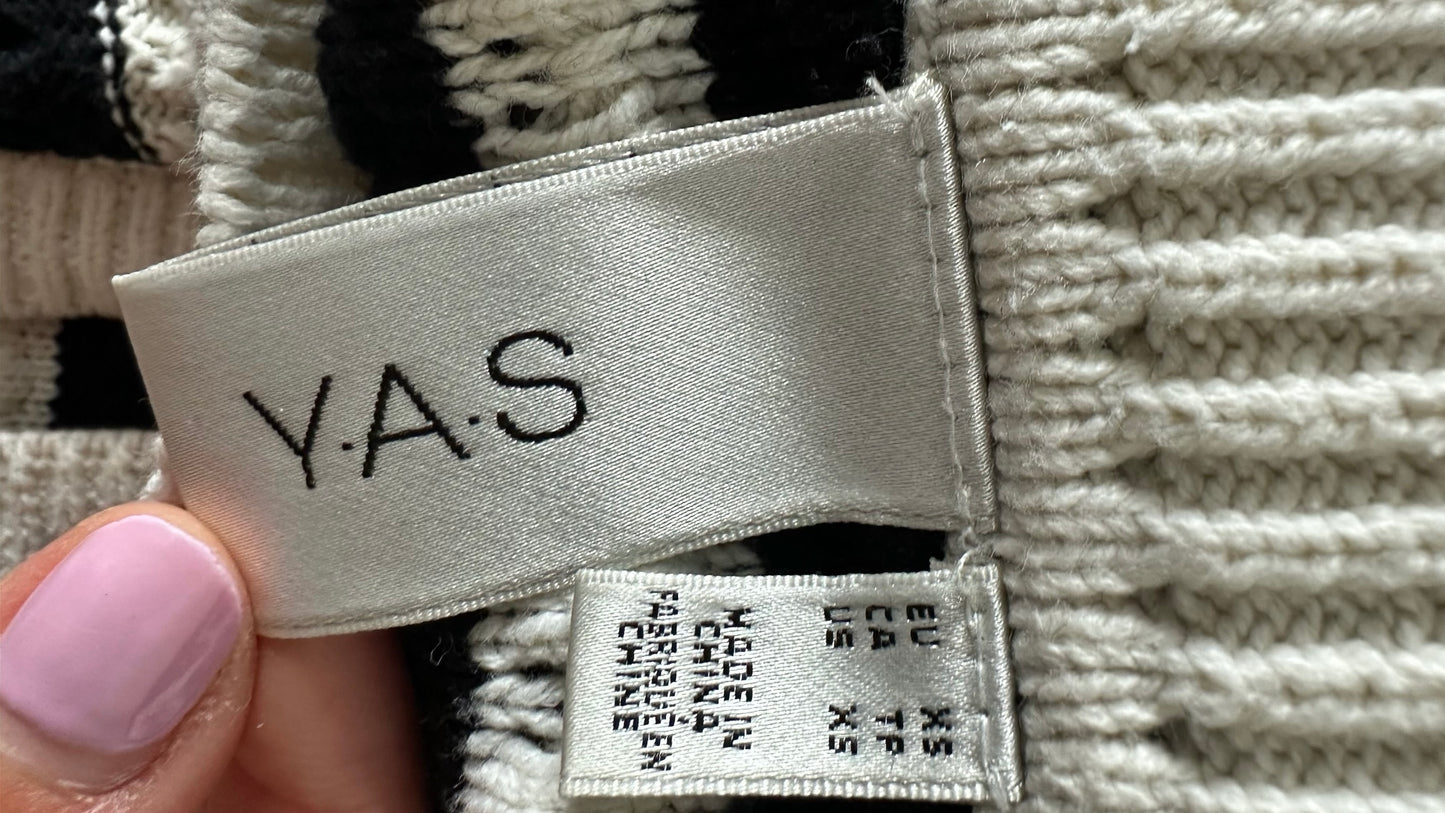 Y.A.S
EU XS
CA TP
US XS
MADE IN
CHINA
FABRIQUÉ EN
CHINE